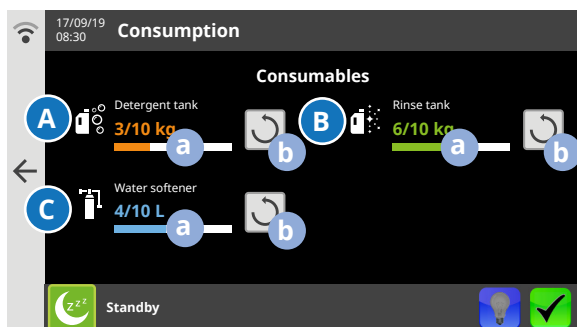 17/09/19
08:30
Consumption
Consumables
A
Detergent tank
3/10 kg
a
b
B
Rinse tank
6/10 kg
a
b
C
Water softener
4/10 L
a
b
zzz
Standby